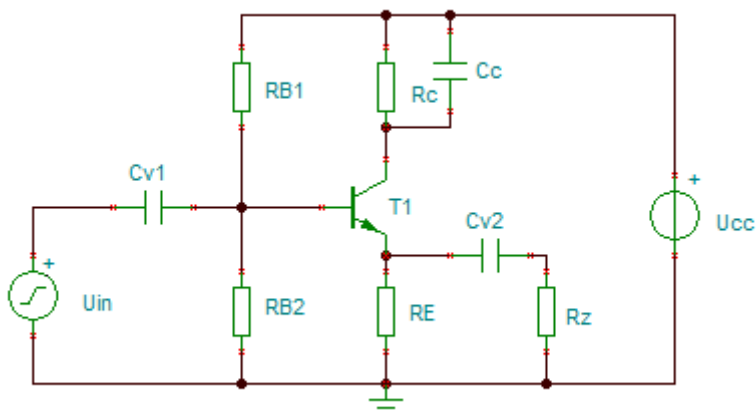 RB1
Rc
Cc
Cv1
T1
Cv2
+
Ucc
+
Uin
RB2
RE
Rz